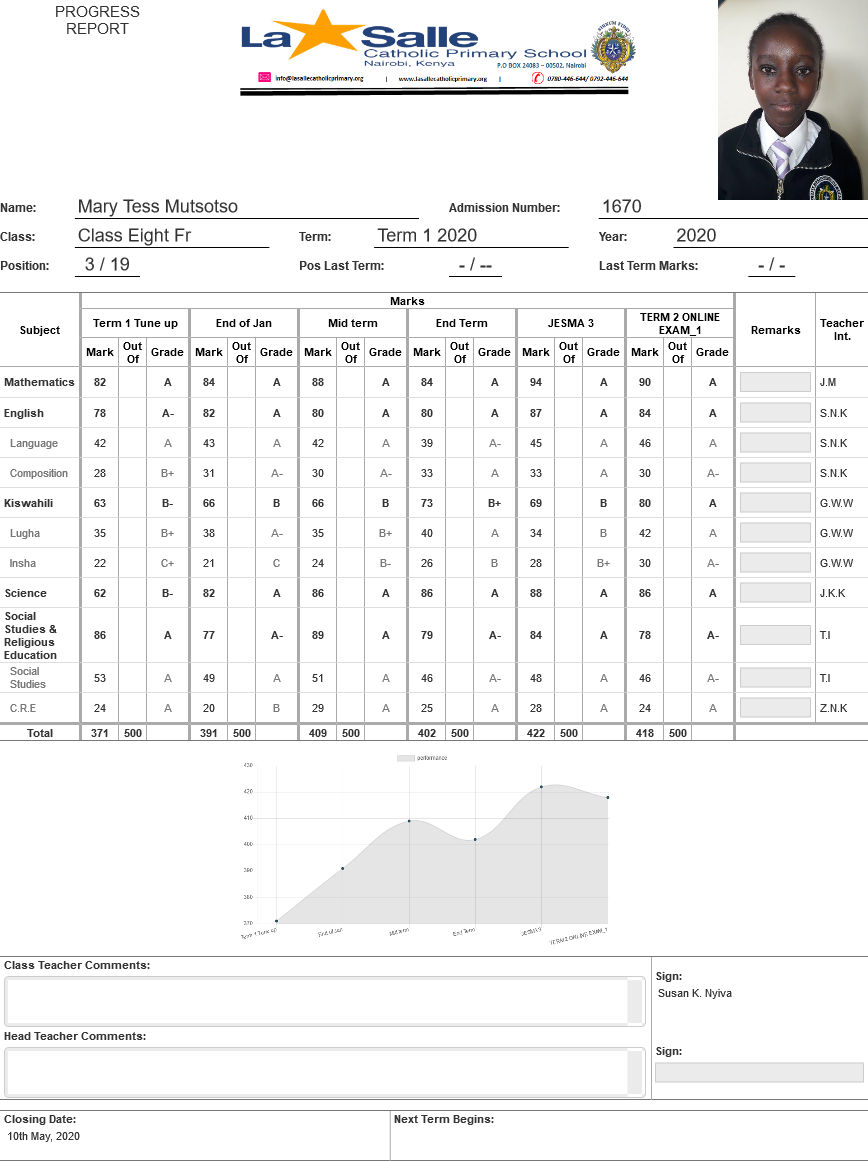 PROGRESS
REPORT
La Salle
Catholic Primary School
Nairobi, Kenya
P.O BOX 24083 – 00502, Nairobi
info@lasallecatholicprimary.org | www.lasallecatholicprimary.org | 0780-446-644/ 0792-446-644
Name: Mary Tess Mutsotso Admission Number: 1670
Class: Class Eight Fr Term: Term 1 2020 Year: 2020
Position: 3 / 19 Pos Last Term: - / -- Last Term Marks: - / -
Marks
Subject Term 1 Tune up End of Jan Mid term End Term JESMA 3 TERM 2 ONLINE EXAM_1 Remarks Teacher Int.
Mark Out Of Grade Mark Out Of Grade Mark Out Of Grade Mark Out Of Grade Mark Out Of Grade Mark Out Of Grade
Mathematics 82 A 84 A 88 A 84 A 94 A 90 A J.M
English 78 A- 82 A 80 A 80 A 87 A 84 A S.N.K
Language 42 A 43 A 42 A 39 A- 45 A 46 A S.N.K
Composition 28 B+ 31 A- 30 A- 33 A 33 A 30 A- S.N.K
Kiswahili 63 B- 66 B 66 B 73 B+ 69 B 80 A G.W.W
Lugha 35 B+ 38 A- 35 B+ 40 A 34 B 42 A G.W.W
Insha 22 C+ 21 C 24 B- 26 B 28 B+ 30 A- G.W.W
Science 62 B- 82 A 86 A 86 A 88 A 86 A J.K.K
Social
Studies &
Religious
Education 86 A 77 A- 89 A 79 A- 84 A 78 A- T.I
Social
Studies 53 A 49 A 51 A 46 A- 48 A 46 A- T.I
C.R.E 24 A 20 B 29 A 25 A 28 A 24 A Z.N.K
Total 371 500 391 500 409 500 402 500 422 500 418 500
performance
430
420
410
400
390
380
370
Term 1 Tune up End of Jan Mid term End Term JESMA 3 TERM 2 ONLINE EXAM_1
Class Teacher Comments:
Sign:
Susan K. Nyiva
Head Teacher Comments:
Sign:
Closing Date: Next Term Begins:
10th May, 2020